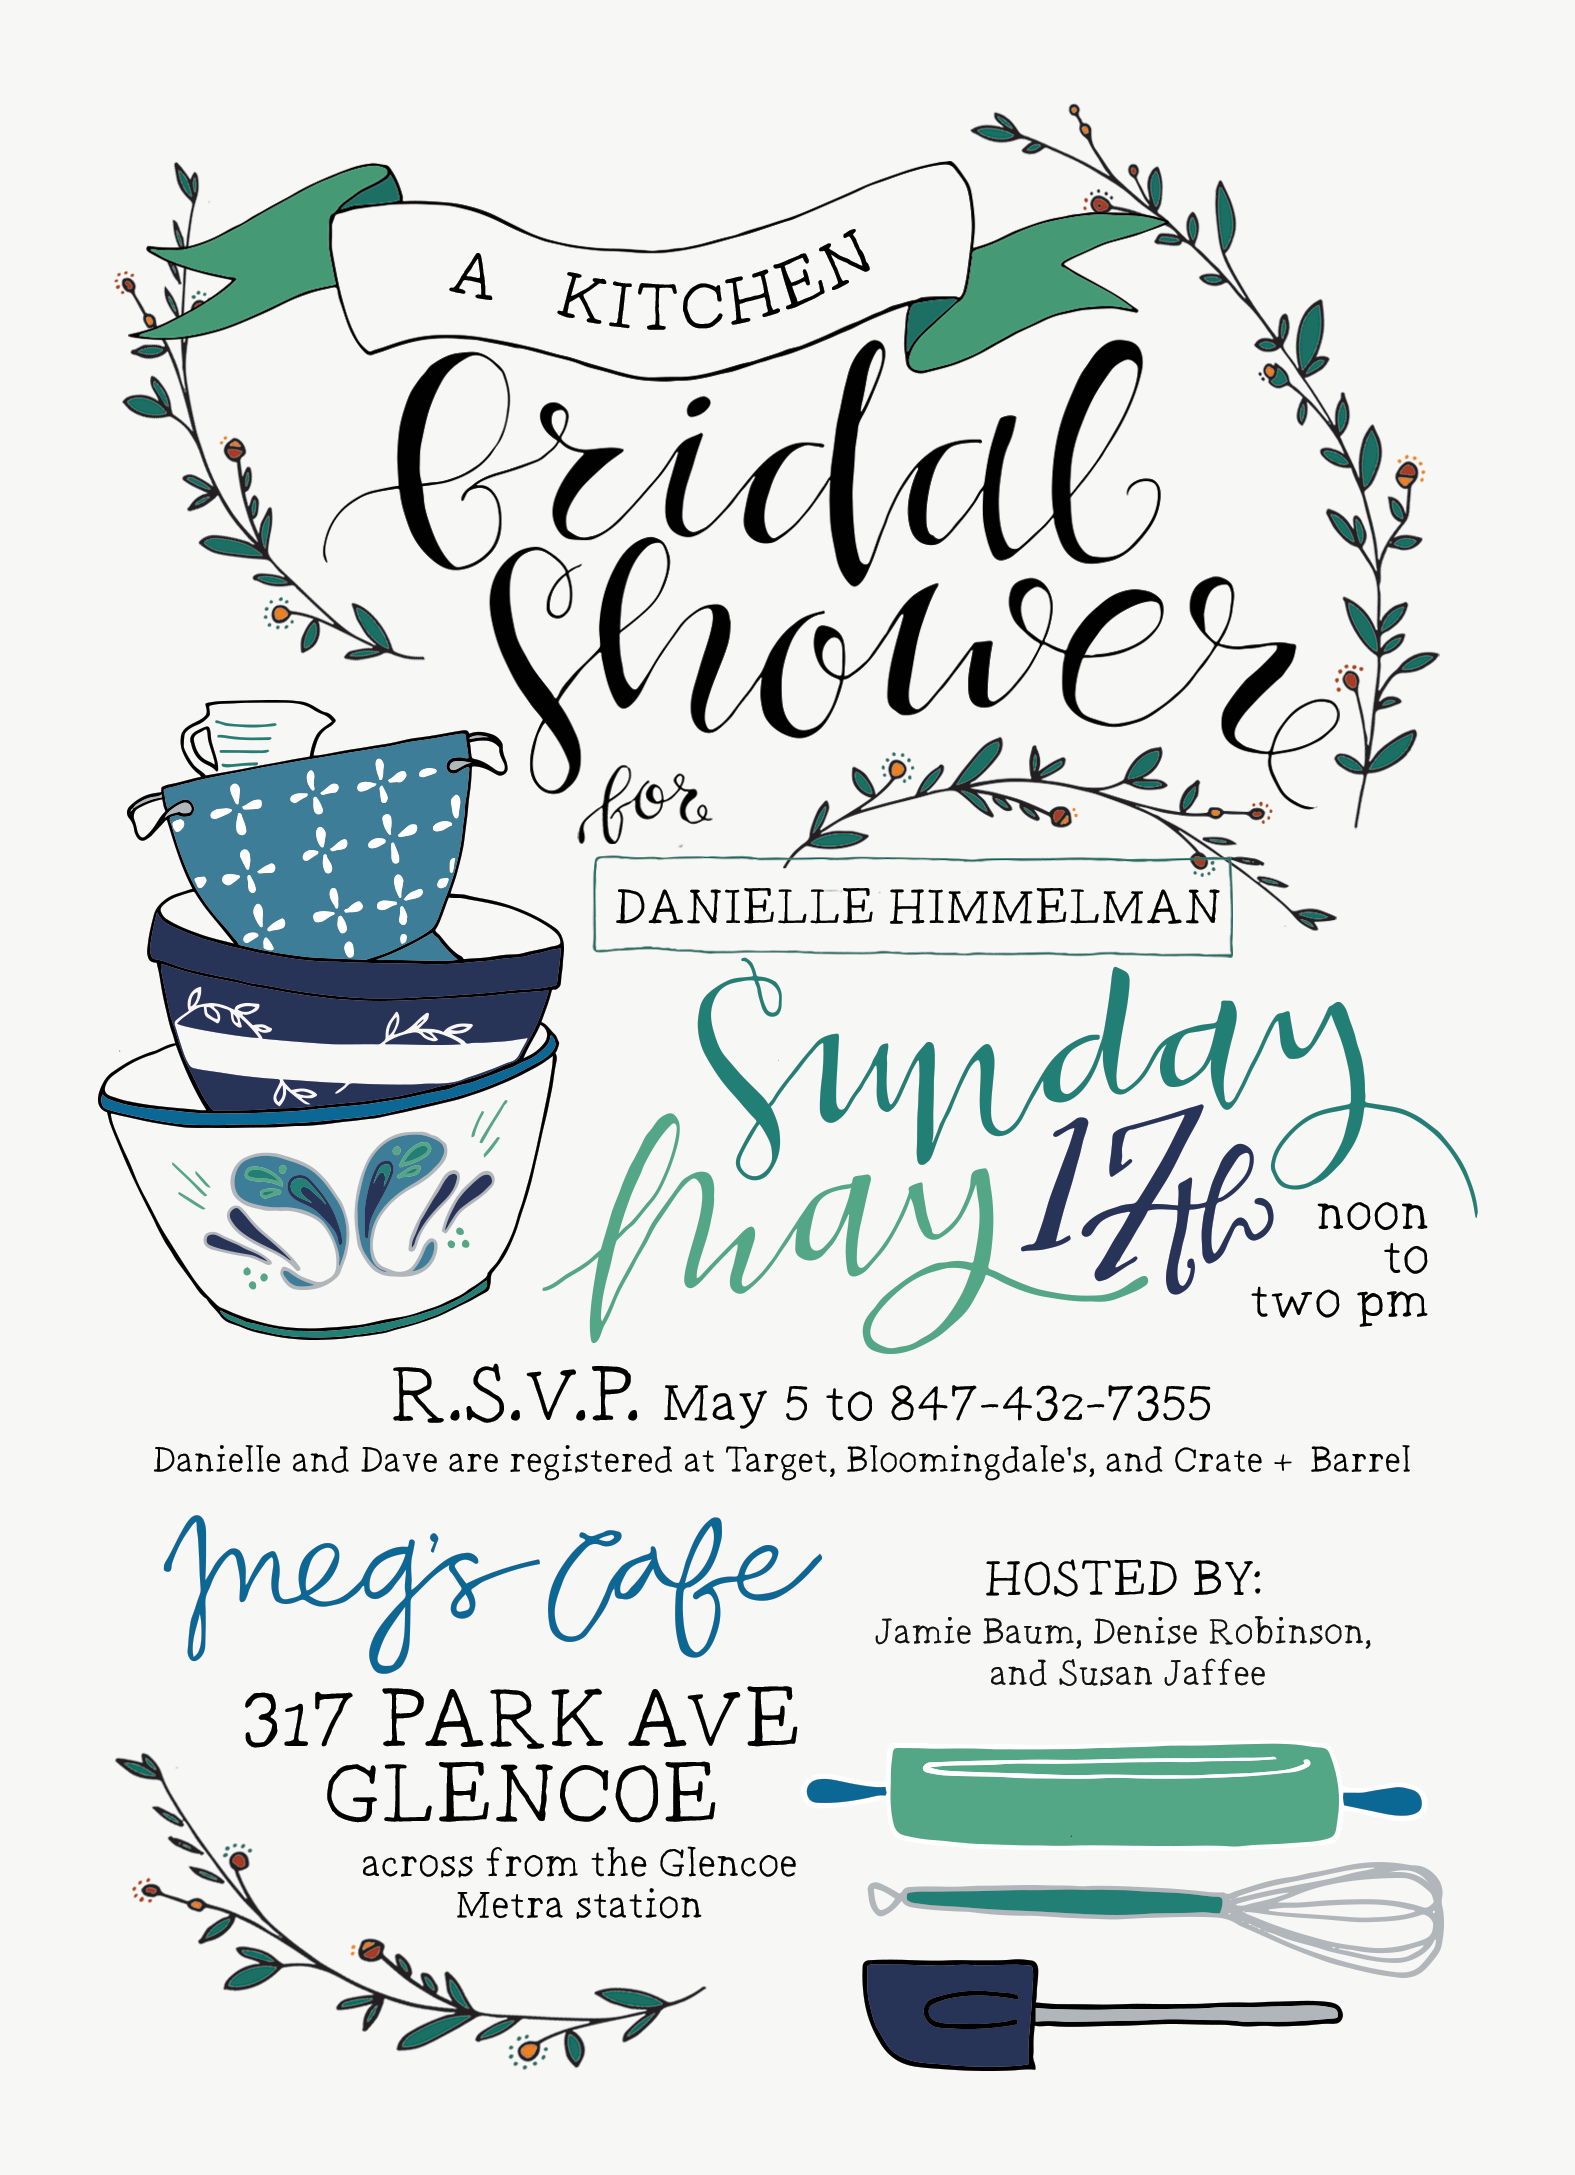 A KITCHEN
bridal
shower
for
DANIELLE HIMMELMAN
Sunday
May 17th
noon
to
two pm
R.S.V.P. May 5 to 847-432-7355
Danielle and Dave are registered at Target, Bloomingdale's, and Crate + Barrel
Meg's Cafe
317 PARK AVE
GLENCOE
across from the Glencoe
Metra station
HOSTED BY:
Jamie Baum, Denise Robinson,
and Susan Jaffee